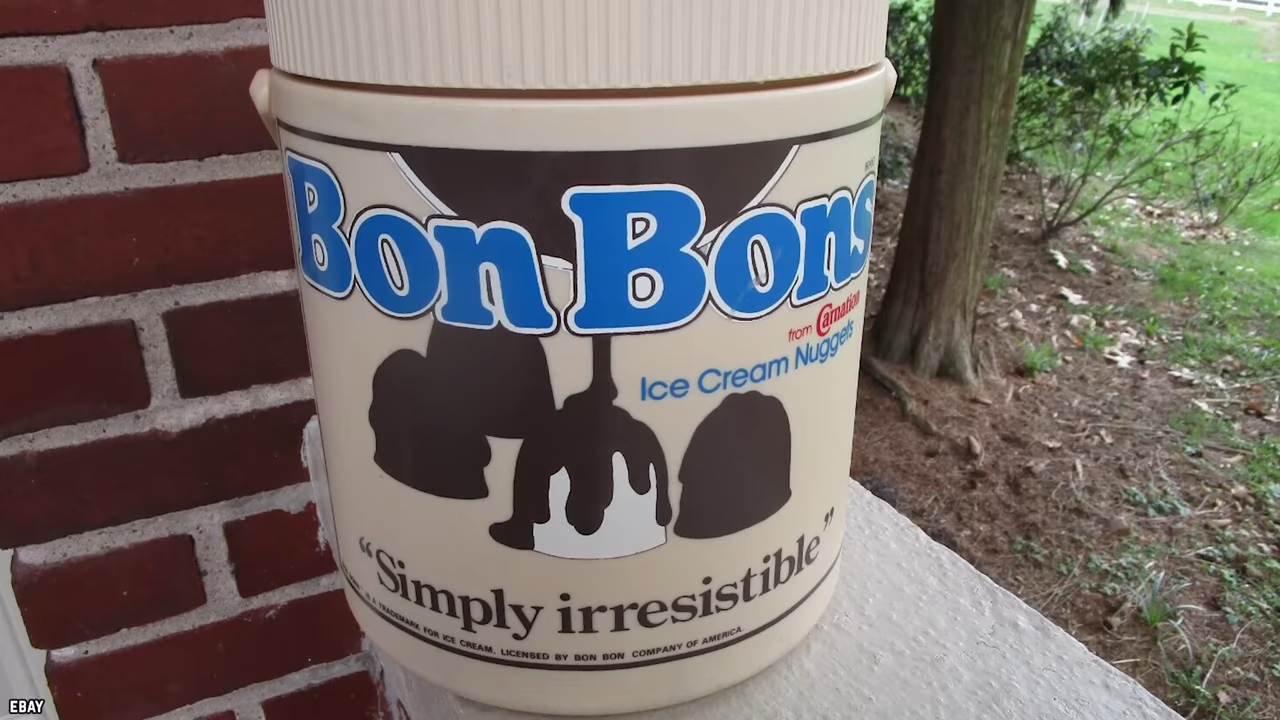 Bon Bons
from Carnation
Ice Cream Nuggets
“Simply irresistible”
IS A TRADEMARK FOR ICE CREAM. LICENSED BY BON BON COMPANY OF AMERICA.
EBAY